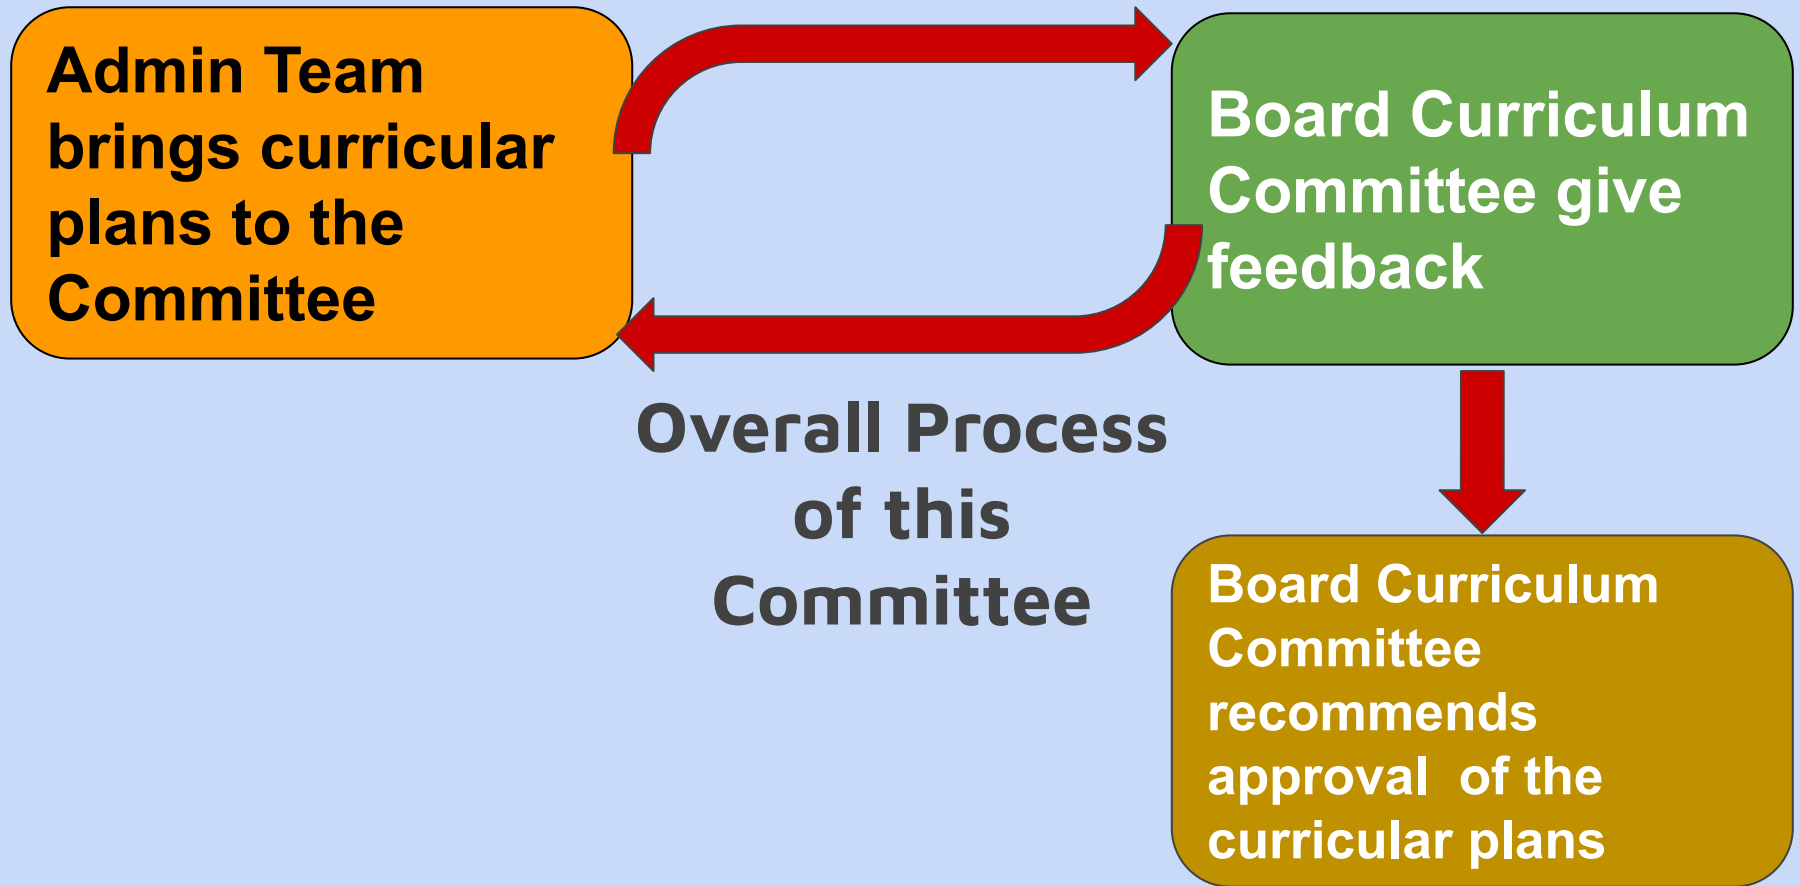 Admin Team
brings curricular
plans to the
Committee
Board Curriculum
Committee give
feedback
Overall Process
of this
Committee
Board Curriculum
Committee
recommends
approval  of the
curricular plans